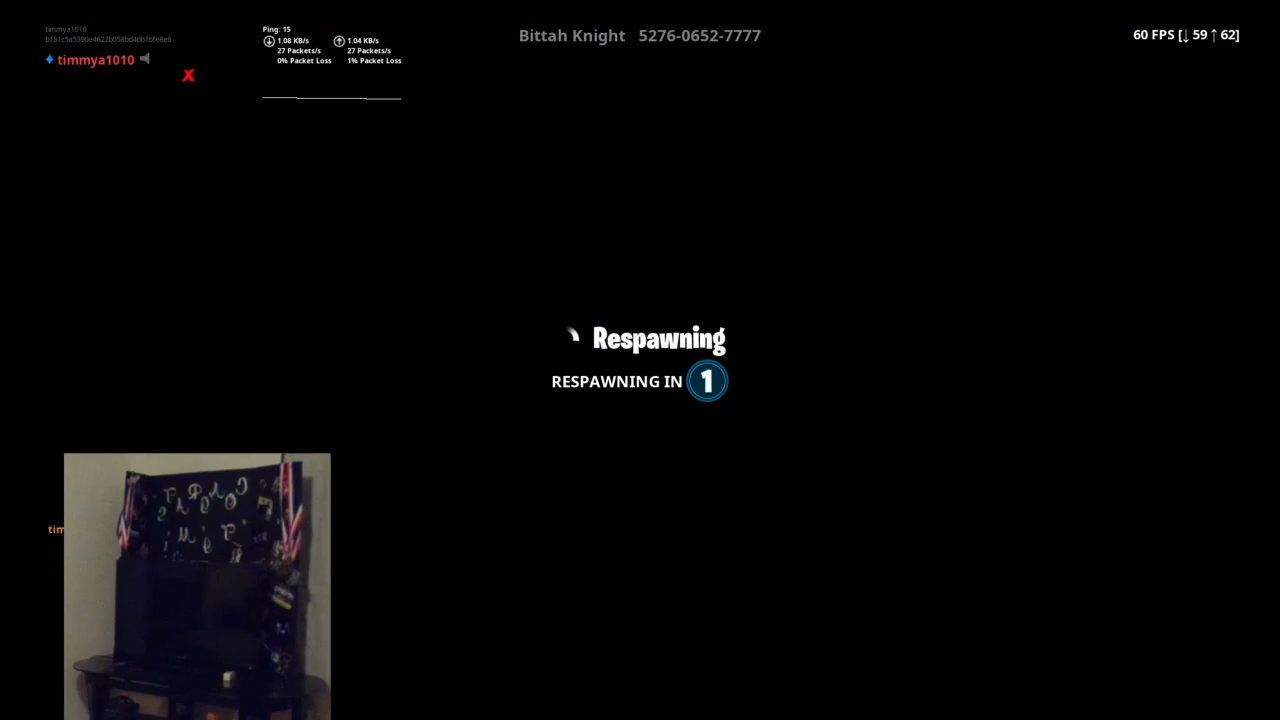 timmya1010
b181c5a5390e4622b058bd4db1bfe8e6
timmya1010
X
Ping: 15
1.08 KB/s 1.04 KB/s
27 Packets/s 27 Packets/s
0% Packet Loss 1% Packet Loss
Bittah Knight 5276-0652-7777
60 FPS [↓ 59 ↑ 62]
Respawning
RESPAWNING IN 1
tim